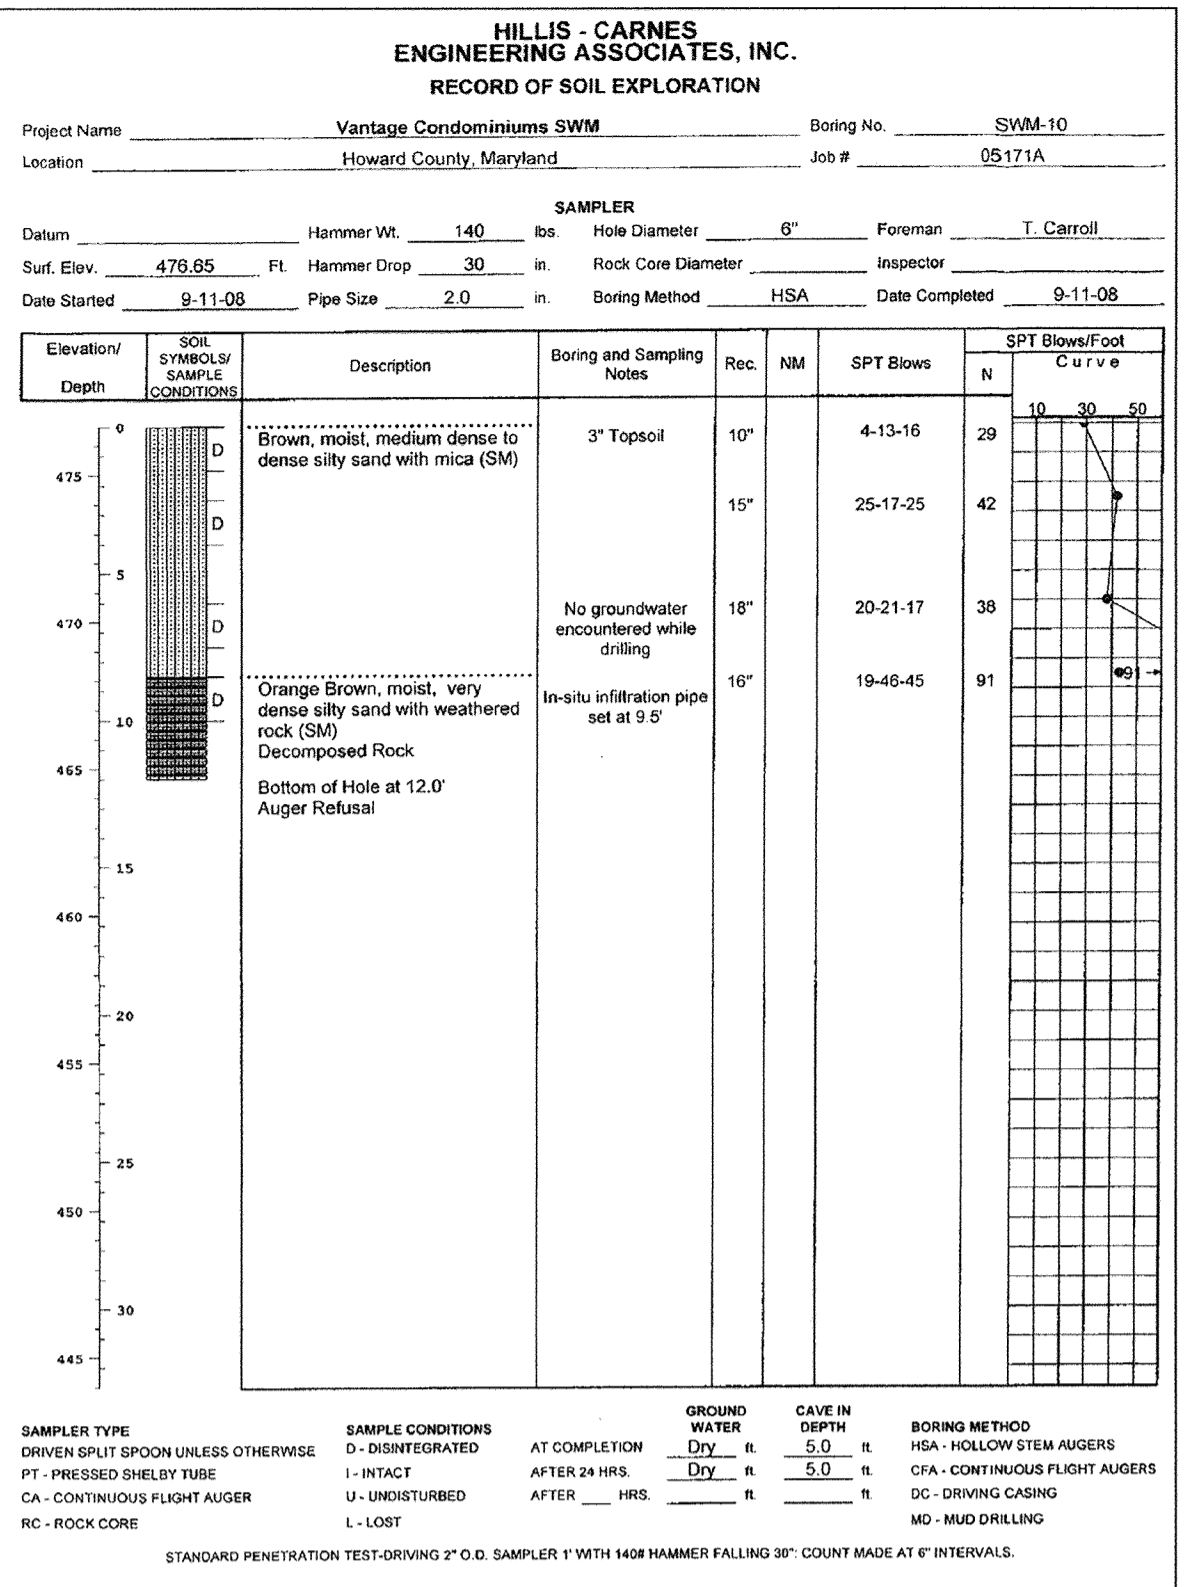 HILLIS - CARNES
ENGINEERING ASSOCIATES, INC.
RECORD OF SOIL EXPLORATION
Project Name Vantage Condominiums SWM Boring No. SWM-10
Location Howard County, Maryland Job # 05171A
SAMPLER
Datum Hammer Wt. 140 lbs. Hole Diameter 6" Foreman T. Carroll
Surf. Elev. 476.65 Ft. Hammer Drop 30 in. Rock Core Diameter Inspector
Date Started 9-11-08 Pipe Size 2.0 in. Boring Method HSA Date Completed 9-11-08
Elevation/
Depth
SOIL
SYMBOLS/
SAMPLE
CONDITIONS
Description
Boring and Sampling
Notes
Rec.
NM
SPT Blows
SPT Blows/Foot
N
Curve
10 30 50
0
D
Brown, moist, medium dense to
dense silty sand with mica (SM)
3" Topsoil
10"
4-13-16
29
475
D
15"
25-17-25
42
5
470
D
No groundwater
encountered while
drilling
18"
20-21-17
38
D
Orange Brown, moist, very
dense silty sand with weathered
rock (SM)
Decomposed Rock
In-situ infiltration pipe
set at 9.5'
16"
19-46-45
91
91
10
465
Bottom of Hole at 12.0'
Auger Refusal
15
460
20
455
25
450
30
445
SAMPLER TYPE
DRIVEN SPLIT SPOON UNLESS OTHERWISE
PT - PRESSED SHELBY TUBE
CA - CONTINUOUS FLIGHT AUGER
RC - ROCK CORE
SAMPLE CONDITIONS
D - DISINTEGRATED
I - INTACT
U - UNDISTURBED
L - LOST
GROUND
WATER
CAVE IN
DEPTH
AT COMPLETION Dry ft. 5.0 ft.
AFTER 24 HRS. Dry ft. 5.0 ft.
AFTER ___ HRS. ft. ft.
BORING METHOD
HSA - HOLLOW STEM AUGERS
CFA - CONTINUOUS FLIGHT AUGERS
DC - DRIVING CASING
MD - MUD DRILLING
STANDARD PENETRATION TEST-DRIVING 2" O.D. SAMPLER 1' WITH 140# HAMMER FALLING 30": COUNT MADE AT 6" INTERVALS.